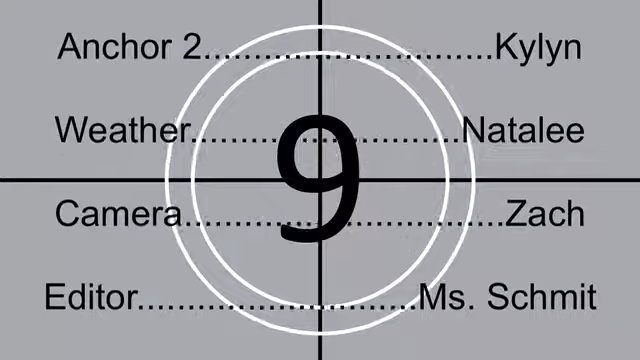 Anchor 2.............................Kylyn
Weather...........................Natalee
9
Camera................................Zach
Editor............................Ms. Schmit